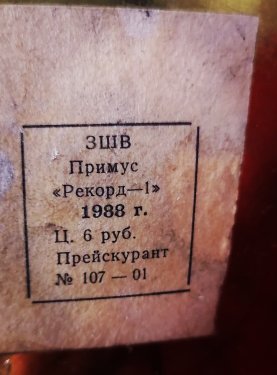 ЗШВ
Примус
«Рекорд—1»
1988 г.
Ц. 6 руб.
Прейскурант
№ 107 — 01